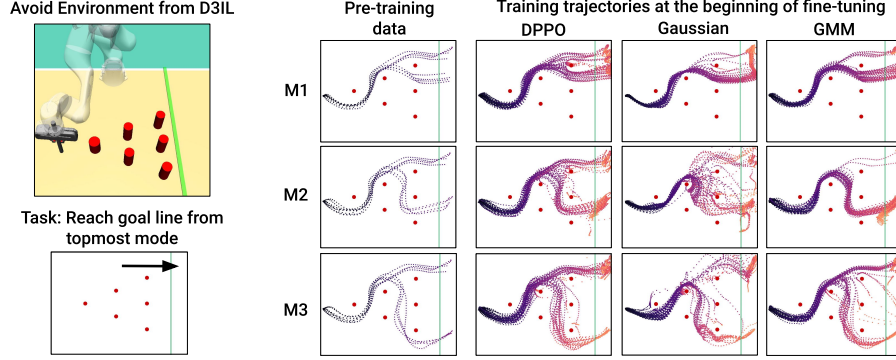 Avoid Environment from D3IL
Task: Reach goal line from
topmost mode
Pre-training
data
Training trajectories at the beginning of fine-tuning
DPPO
Gaussian
GMM
M1
M2
M3